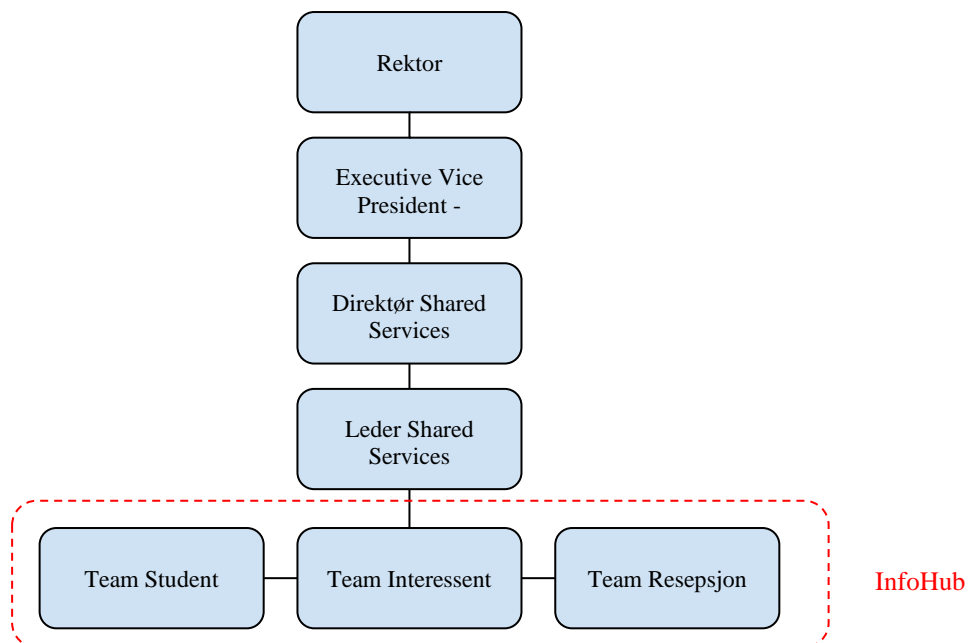 Rektor
Executive Vice
President -
Direktør Shared
Services
Leder Shared
Services
Team Student
Team Interessent
Team Resepsjon
InfoHub